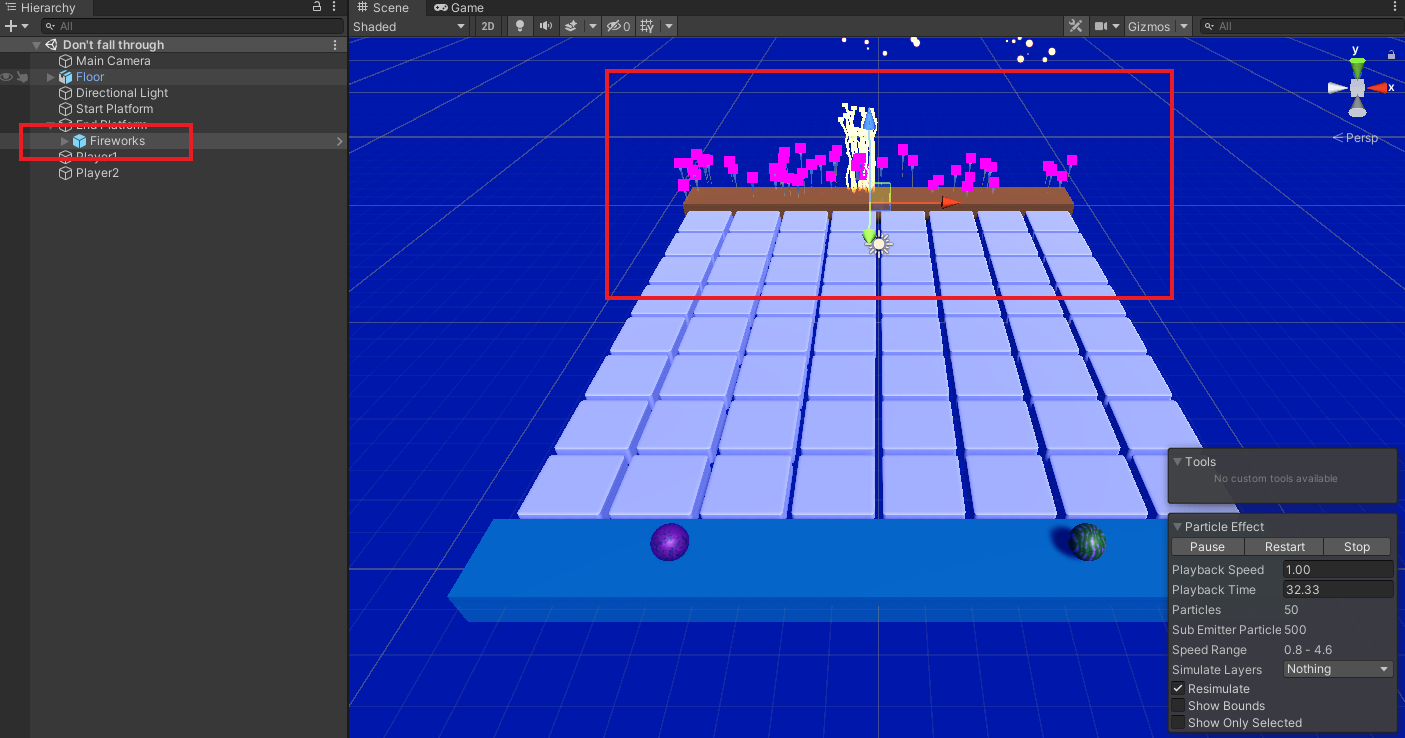 Hierarchy
All
Don't fall through
Main Camera
Floor
Directional Light
Start Platform
End Platform
Fireworks
Player1
Player2
Scene Game
Shaded 2D 0 Gizmos All
y
x
Persp
Tools
No custom tools available
Particle Effect
Pause Restart Stop
Playback Speed 1.00
Playback Time 32.33
Particles 50
Sub Emitter Particle 500
Speed Range 0.8 - 4.6
Simulate Layers Nothing
Resimulate
Show Bounds
Show Only Selected